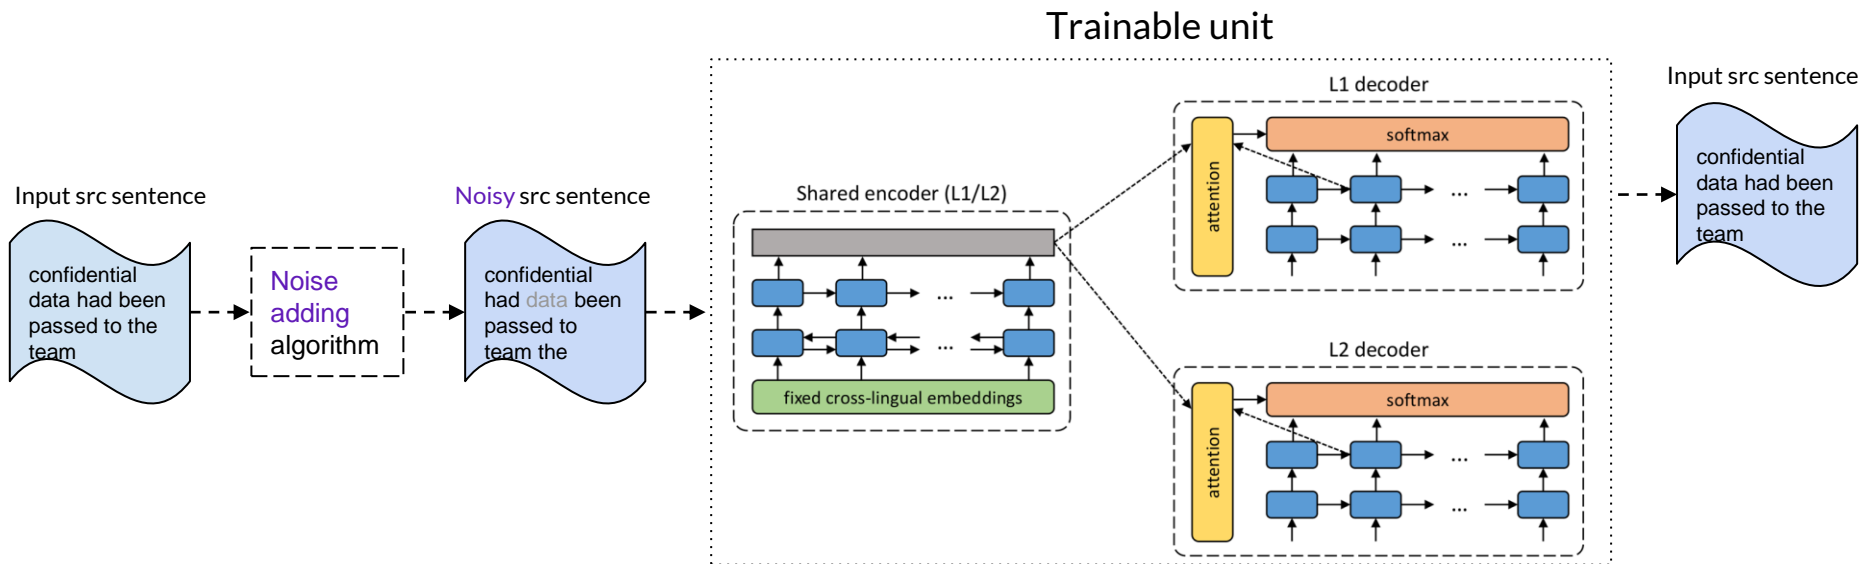 Trainable unit
Input src sentence
confidential
data had been
passed to the
team
Noise
adding
algorithm
Noisy src sentence
confidential
had data been
passed to
team the
Shared encoder (L1/L2)
...
...
fixed cross-lingual embeddings
L1 decoder
attention
softmax
...
...
L2 decoder
attention
softmax
...
...
Input src sentence
confidential
data had been
passed to the
team